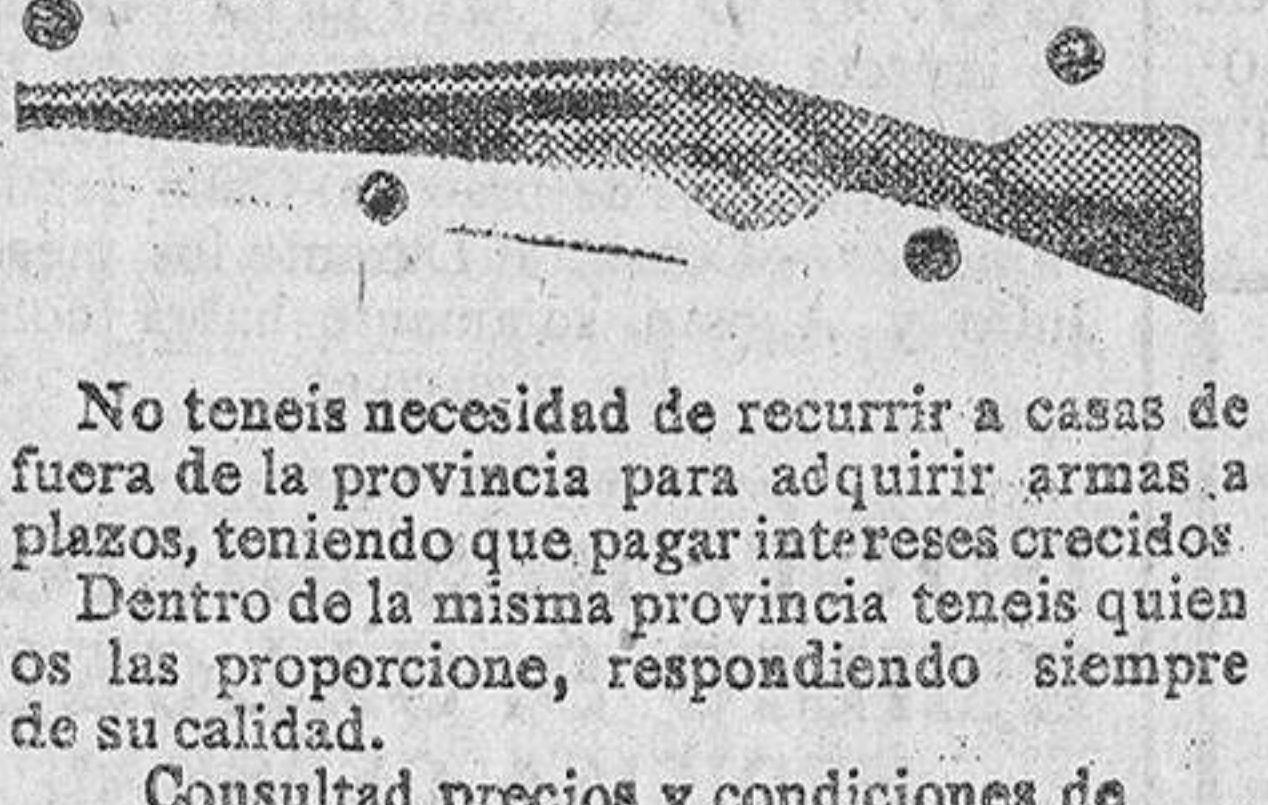 No teneis necesidad de recurrir a casas de
fuera de la provincia para adquirir armas a
plazos, teniendo que pagar intereses crecidos
Dentro de la misma provincia teneis quien
os las proporcione, respondiendo siempre
de su calidad.
Consultad precios y condiciones de